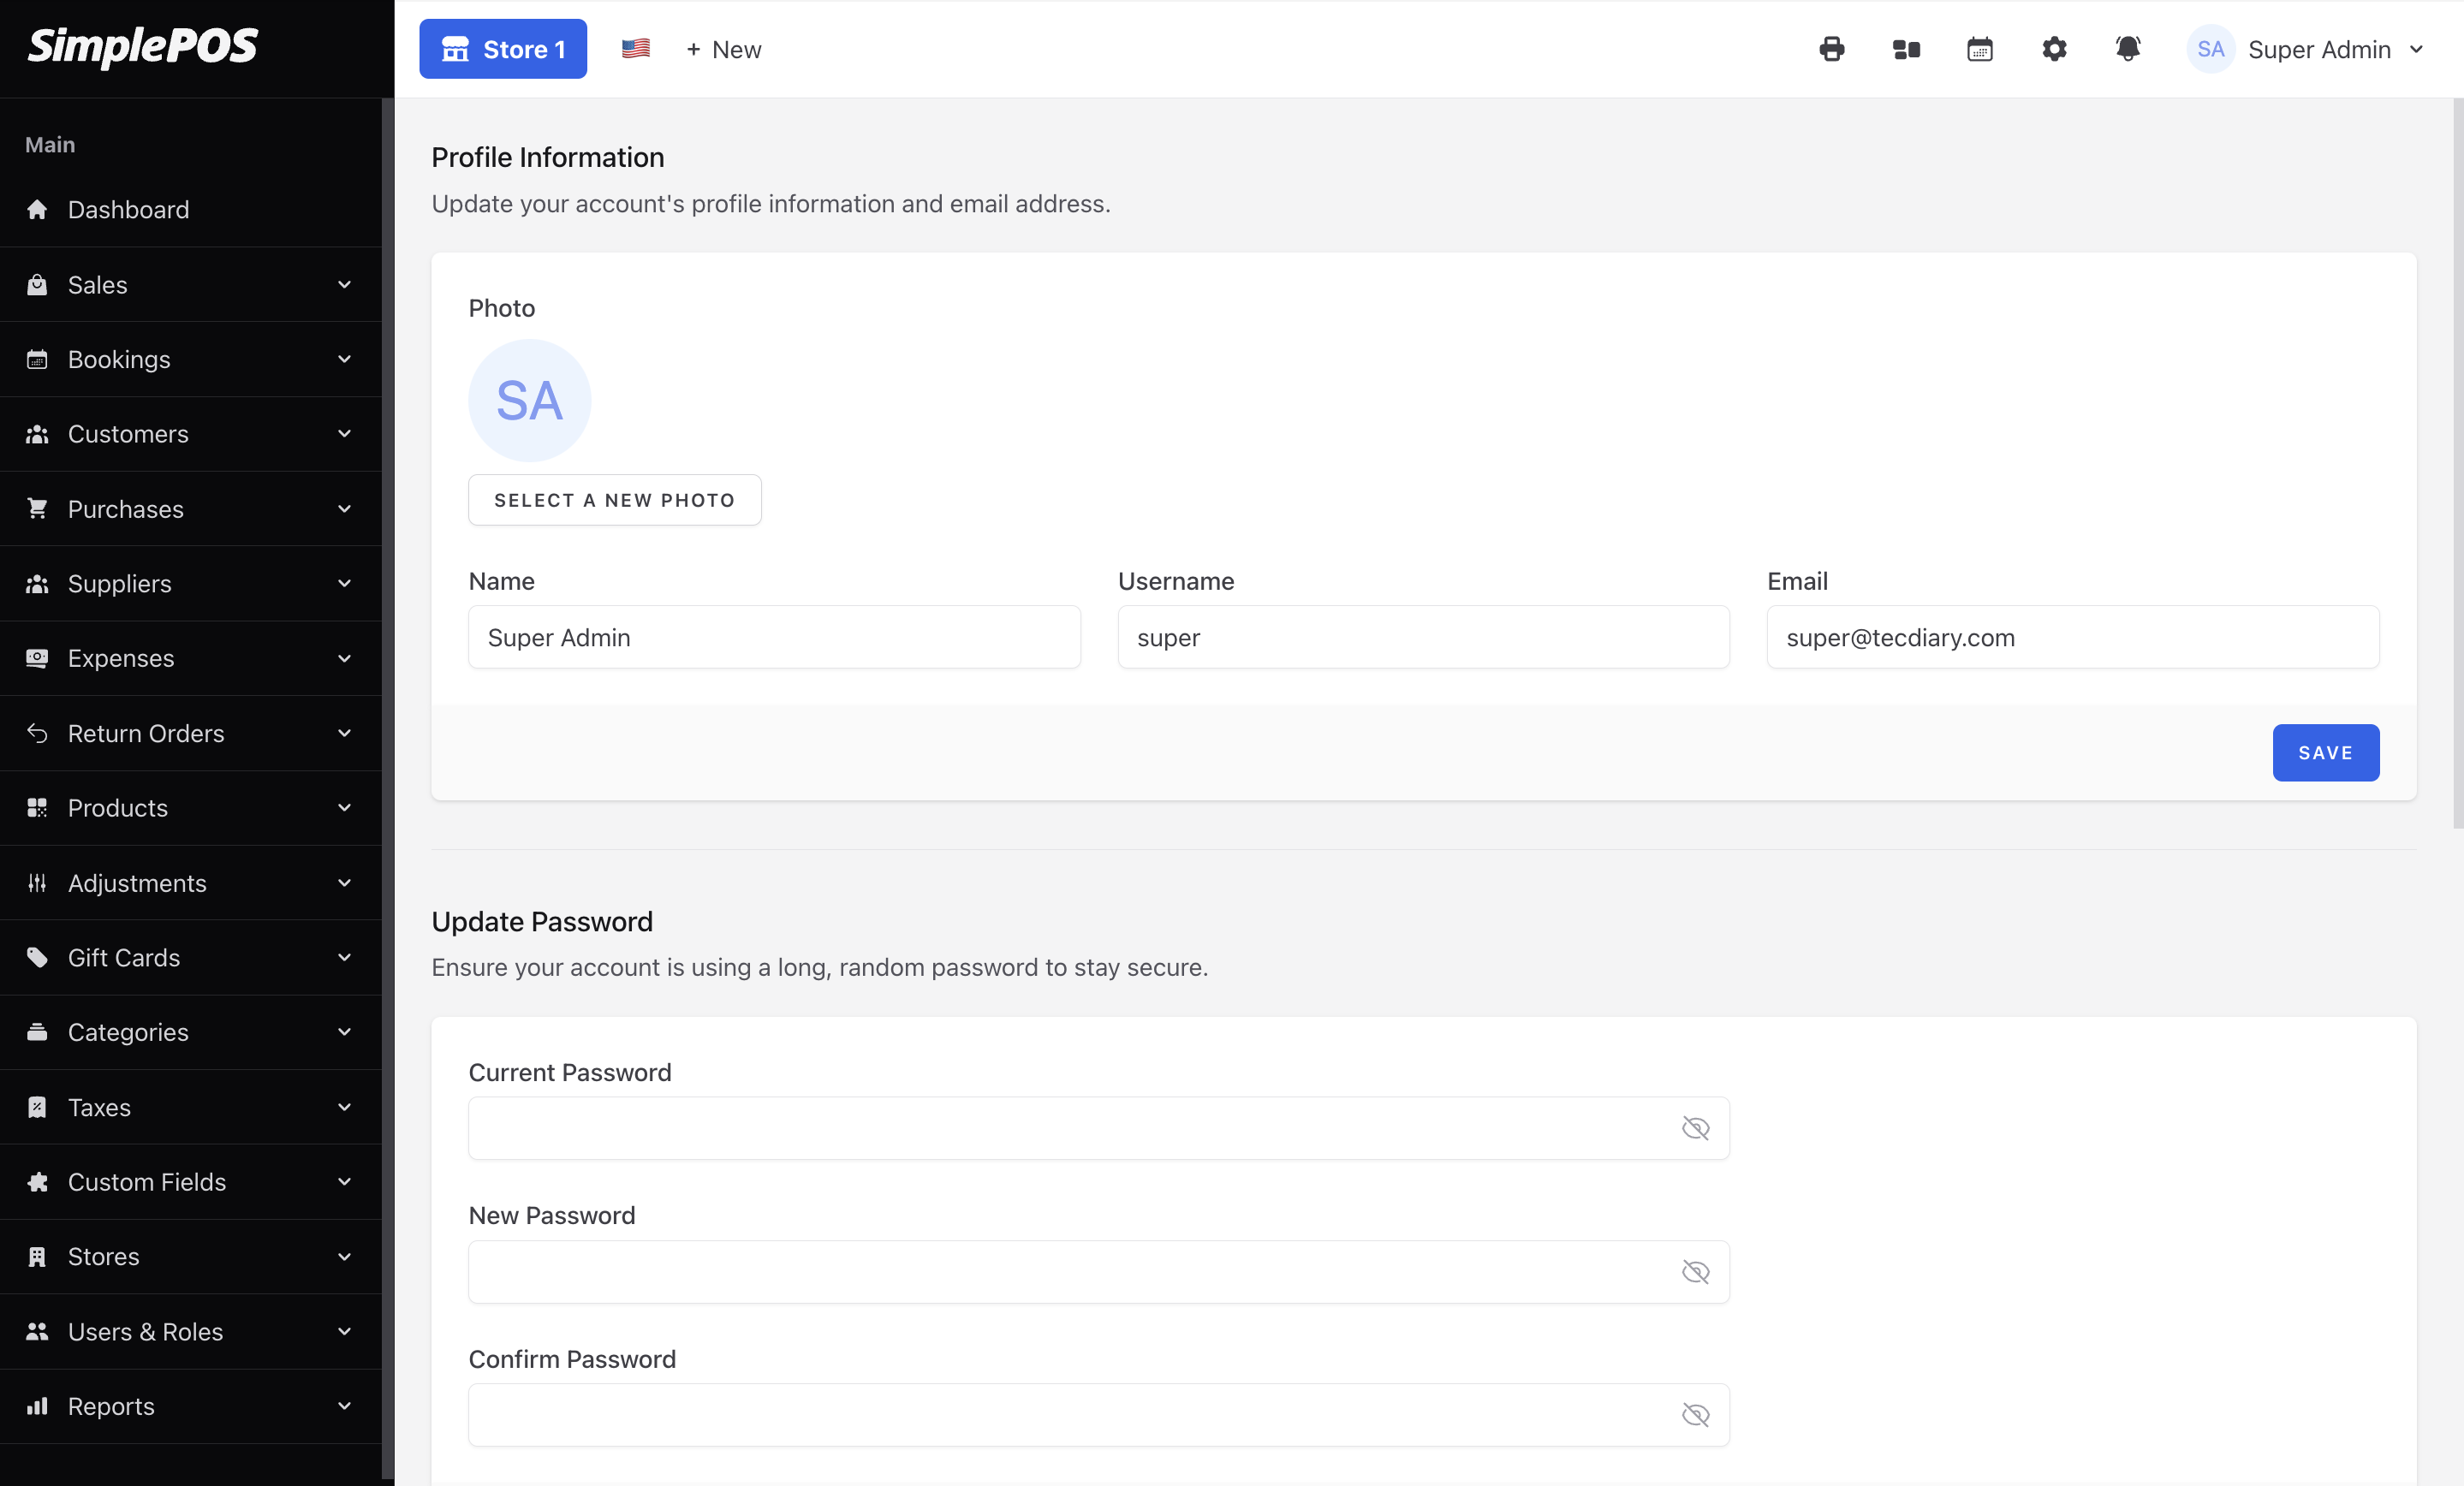 SimplePOS
Main
Dashboard
Sales
Bookings
Customers
Purchases
Suppliers
Expenses
Return Orders
Products
Adjustments
Gift Cards
Categories
Taxes
Custom Fields
Stores
Users & Roles
Reports
Store 1
+ New
SA Super Admin
Profile Information
Update your account's profile information and email address.
Photo
SA
SELECT A NEW PHOTO
Name Username Email
Super Admin super super@tecdiary.com
SAVE
Update Password
Ensure your account is using a long, random password to stay secure.
Current Password
New Password
Confirm Password